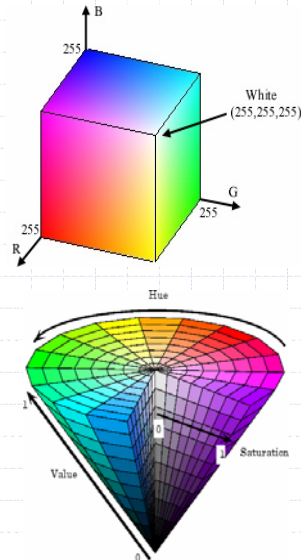 B
255
White
(255,255,255)
G
255
255
R
Hue
1
0
1
Saturation
Value
0